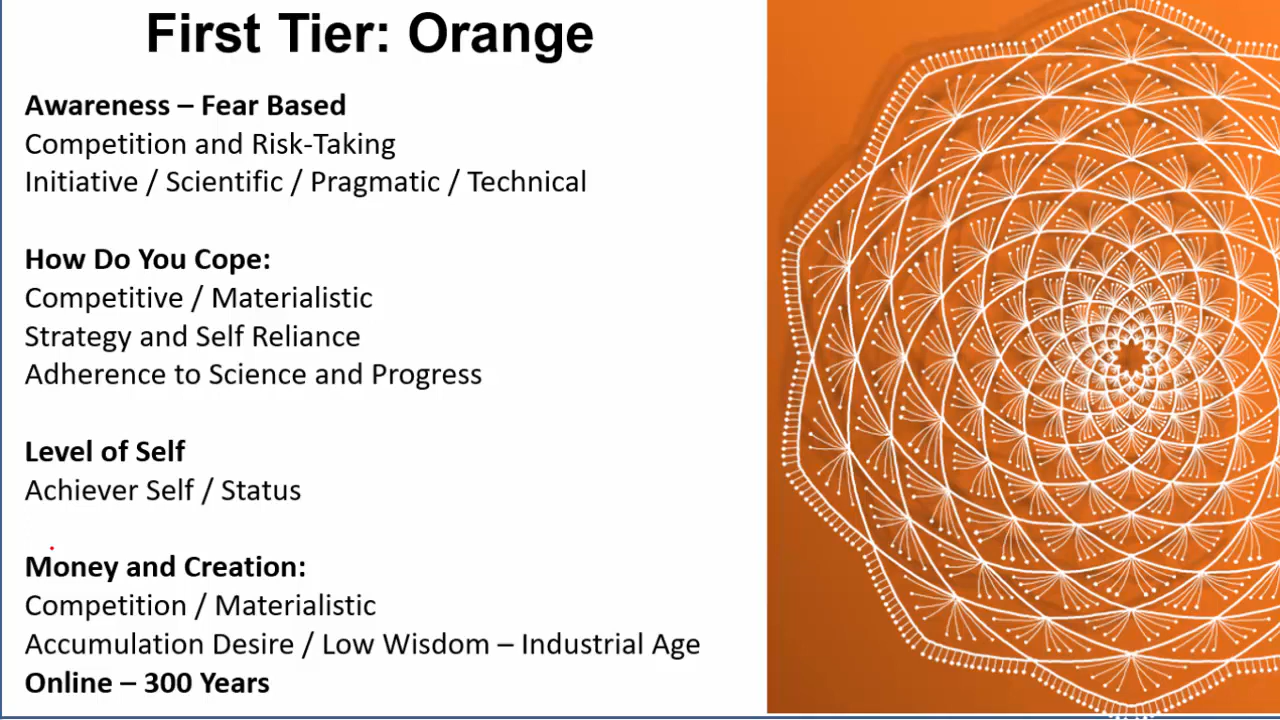 First Tier: Orange
Awareness – Fear Based
Competition and Risk-Taking
Initiative / Scientific / Pragmatic / Technical
How Do You Cope:
Competitive / Materialistic
Strategy and Self Reliance
Adherence to Science and Progress
Level of Self
Achiever Self / Status
Money and Creation:
Competition / Materialistic
Accumulation Desire / Low Wisdom – Industrial Age
Online – 300 Years